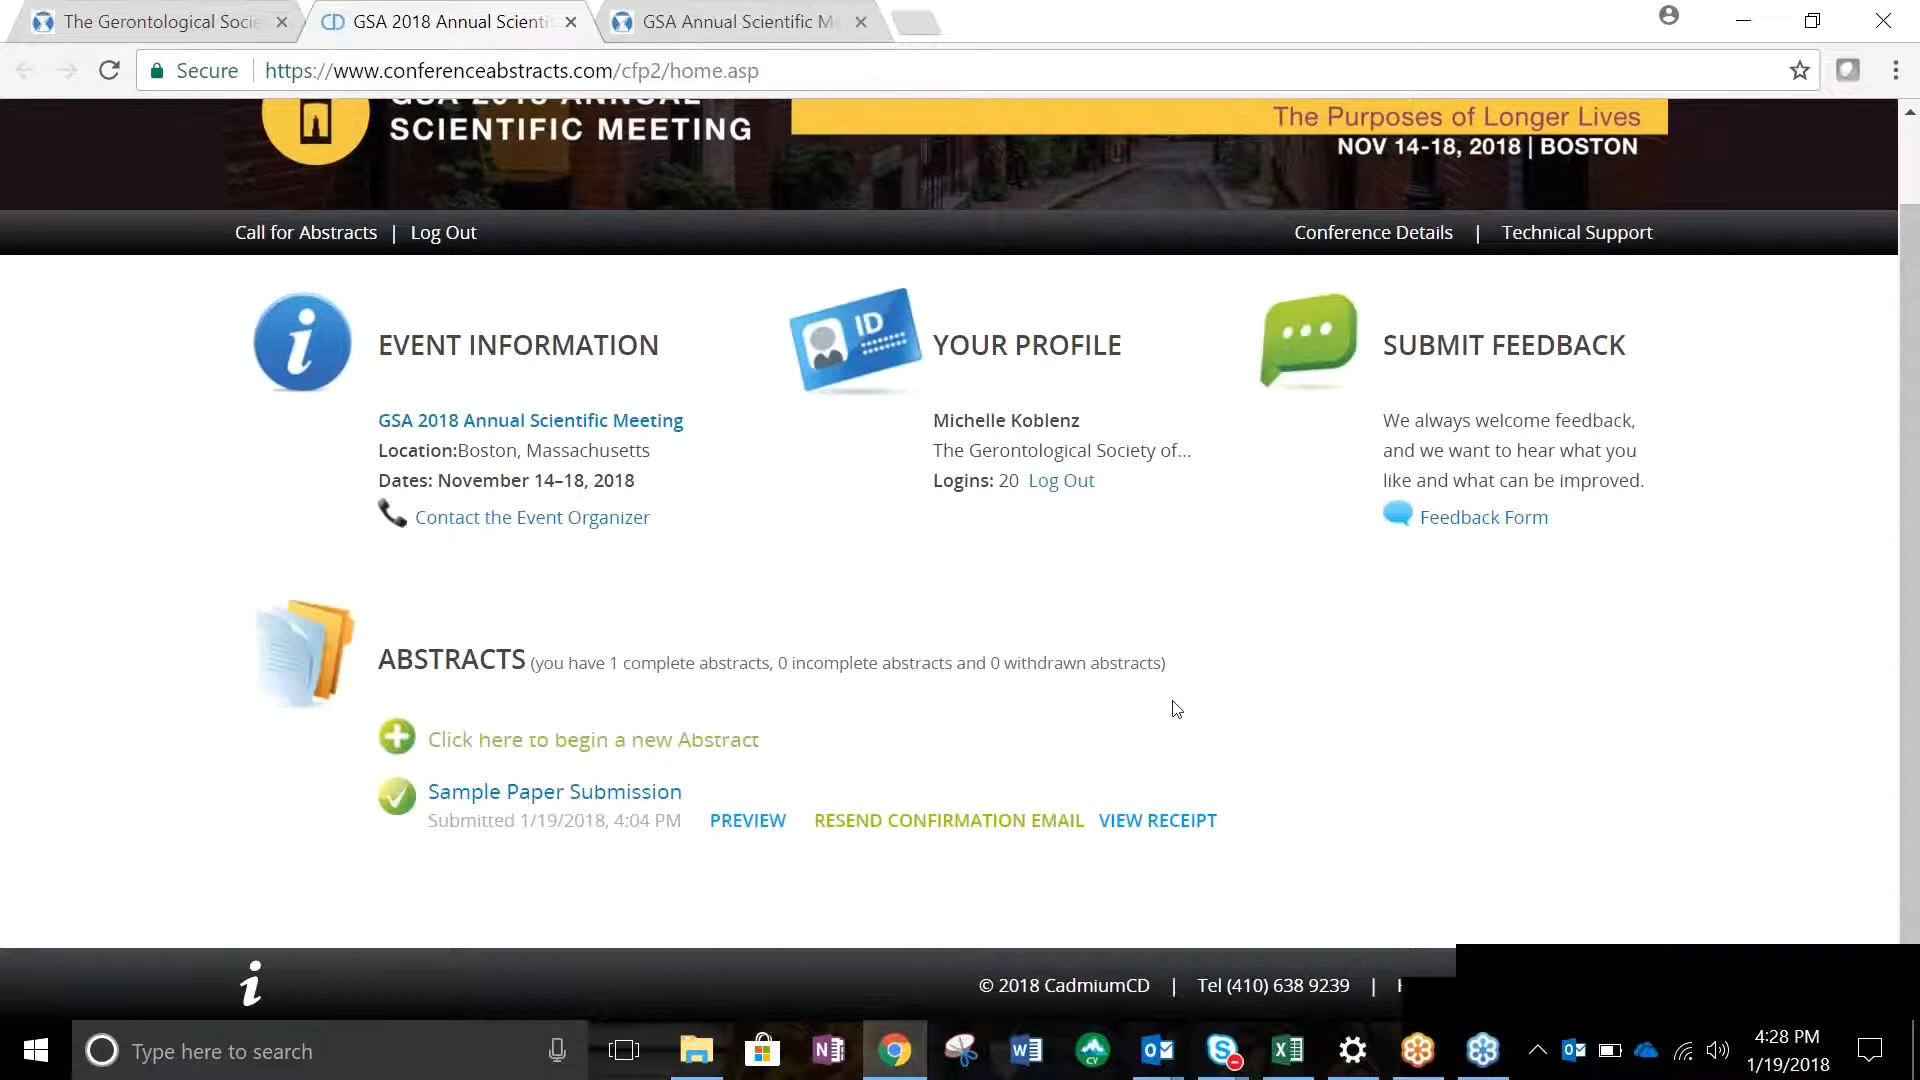 The Gerontological Socie
GSA 2018 Annual Scienti
GSA Annual Scientific M
Secure
https://www.conferenceabstracts.com/cfp2/home.asp
GSA 2018 ANNUAL
SCIENTIFIC MEETING
The Purposes of Longer Lives
NOV 14-18, 2018 | BOSTON
Call for Abstracts | Log Out
Conference Details | Technical Support
EVENT INFORMATION
GSA 2018 Annual Scientific Meeting
Location:Boston, Massachusetts
Dates: November 14–18, 2018
Contact the Event Organizer
ID
YOUR PROFILE
Michelle Koblenz
The Gerontological Society of...
Logins: 20 Log Out
SUBMIT FEEDBACK
We always welcome feedback,
and we want to hear what you
like and what can be improved.
Feedback Form
ABSTRACTS (you have 1 complete abstracts, 0 incomplete abstracts and 0 withdrawn abstracts)
Click here to begin a new Abstract
Sample Paper Submission
Submitted 1/19/2018, 4:04 PM PREVIEW RESEND CONFIRMATION EMAIL VIEW RECEIPT
© 2018 CadmiumCD | Tel (410) 638 9239 |
Type here to search
4:28 PM
1/19/2018